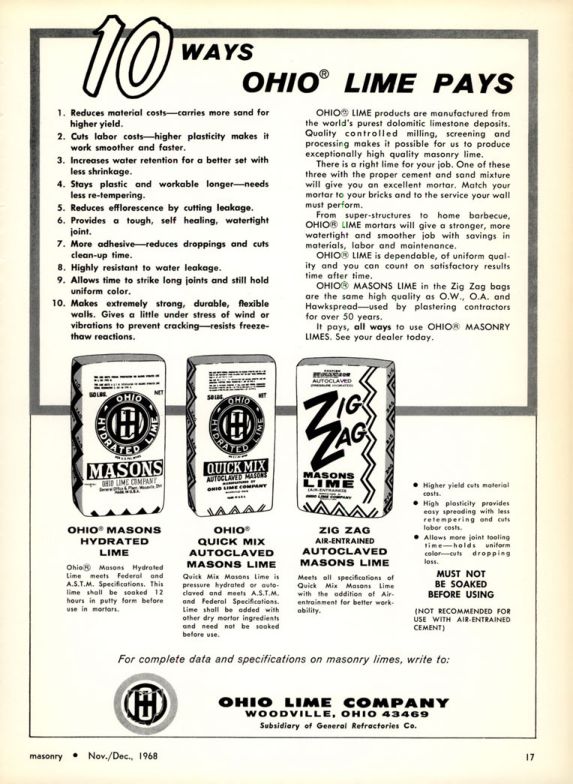 10 WAYS
OHIO® LIME PAYS
1. Reduces material costs—carries more sand for
higher yield.
2. Cuts labor costs—higher plasticity makes it
work smoother and faster.
3. Increases water retention for a better set with
less shrinkage.
4. Stays plastic and workable longer—needs
less re-tempering.
5. Reduces efflorescence by cutting leakage.
6. Provides a tough, self healing, watertight
joint.
7. More adhesive—reduces droppings and cuts
clean-up time.
8. Highly resistant to water leakage.
9. Allows time to strike long joints and still hold
uniform color.
10. Makes extremely strong, durable, flexible
walls. Gives a little under stress of wind or
vibrations to prevent cracking—resists freeze-
thaw reactions.
OHIO® LIME products are manufactured from
the world's purest dolomitic limestone deposits.
Quality controlled milling, screening and
processing makes it possible for us to produce
exceptionally high quality masonry lime.
There is a right lime for your job. One of these
three with the proper cement and sand mixture
will give you an excellent mortar. Match your
mortar to your bricks and to the service your wall
must perform.
From super-structures to home barbecue,
OHIO® LIME mortars will give a stronger, more
watertight and smoother job with savings in
materials, labor and maintenance.
OHIO® LIME is dependable, of uniform qual-
ity and you can count on satisfactory results
time after time.
OHIO® MASONS LIME in the Zig Zag bags
are the same high quality as O.W., O.A. and
Hawkspread—used by plastering contractors
for over 50 years.
It pays, all ways to use OHIO® MASONRY
LIMES. See your dealer today.
50 LBS. NET
OHIO
HYDRATED LIME
MASONS
OHIO LIME COMPANY
MADE IN U.S.A.
50 LBS. NET
OHIO
HYDRATED LIME
QUICK MIX
AUTOCLAVED MASONS
MANUFACTURED BY
OHIO LIME COMPANY
AUTOCLAVED
(PRESSURE HYDRATED)
ZIG
ZAG
MASONS
LIME
(AIR-ENTRAINED)
OHIO LIME COMPANY
OHIO® MASONS
HYDRATED
LIME
Ohio® Masons Hydrated
Lime meets Federal and
A.S.T.M. Specifications. This
lime shall be soaked 12
hours in putty form before
use in mortars.
OHIO®
QUICK MIX
AUTOCLAVED
MASONS LIME
Quick Mix Masons Lime is
pressure hydrated or auto-
claved and meets A.S.T.M.
and Federal Specifications.
Lime shall be added with
other dry mortar ingredients
and need not be soaked
before use.
ZIG ZAG
AIR-ENTRAINED
AUTOCLAVED
MASONS LIME
Meets all specifications of
Quick Mix Masons Lime
with the addition of Air-
entrainment for better work-
ability.
● Higher yield cuts material
costs.
● High plasticity provides
easy spreading with less
retempering and cuts
labor costs.
● Allows more joint tooling
time—holds uniform
color—cuts dropping
loss.
MUST NOT
BE SOAKED
BEFORE USING
(NOT RECOMMENDED FOR
USE WITH AIR-ENTRAINED
CEMENT)
For complete data and specifications on masonry limes, write to:
OHIO LIME COMPANY
WOODVILLE, OHIO 43469
Subsidiary of General Refractories Co.
masonry ● Nov./Dec., 1968
17